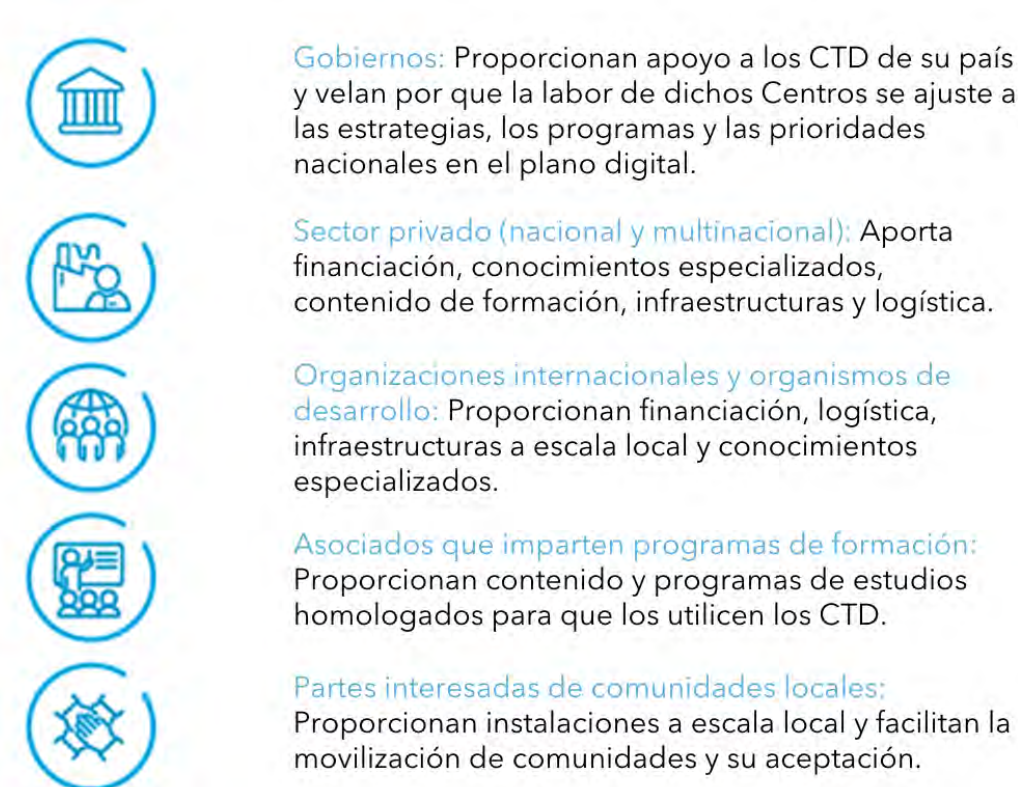 Gobiernos: Proporcionan apoyo a los CTD de su país
y velan por que la labor de dichos Centros se ajuste a
las estrategias, los programas y las prioridades
nacionales en el plano digital.
Sector privado (nacional y multinacional): Aporta
financiación, conocimientos especializados,
contenido de formación, infraestructuras y logística.
Organizaciones internacionales y organismos de
desarrollo: Proporcionan financiación, logística,
infraestructuras a escala local y conocimientos
especializados.
Asociados que imparten programas de formación:
Proporcionan contenido y programas de estudios
homologados para que los utilicen los CTD.
Partes interesadas de comunidades locales:
Proporcionan instalaciones a escala local y facilitan la
movilización de comunidades y su aceptación.